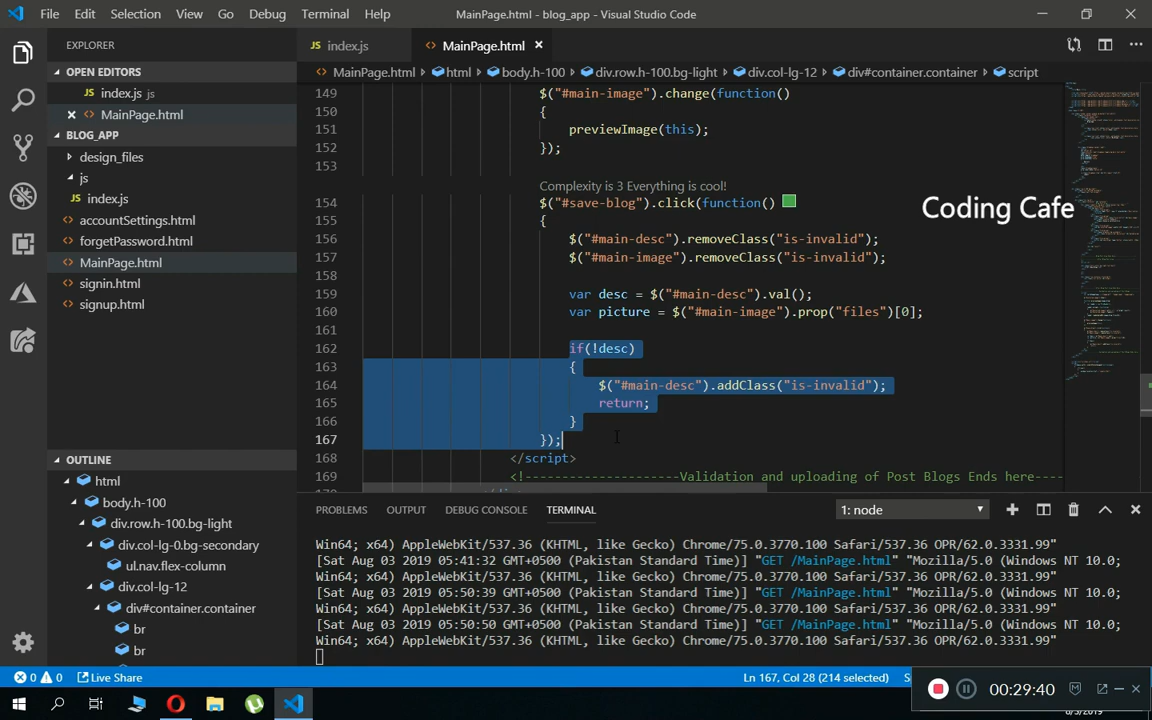 File Edit Selection View Go Debug Terminal Help MainPage.html - blog_app - Visual Studio Code
EXPLORER
OPEN EDITORS
JS index.js js
× <> MainPage.html
BLOG_APP
design_files
js
JS index.js
<> accountSettings.html
<> forgetPassword.html
<> MainPage.html
<> signin.html
<> signup.html
OUTLINE
html
body.h-100
div.row.h-100.bg-light
div.col-lg-0.bg-secondary
ul.nav.flex-column
div.col-lg-12
div#container.container
br
br
JS index.js <> MainPage.html ×
<> MainPage.html > html > body.h-100 > div.row.h-100.bg-light > div.col-lg-12 > div#container.container > script
149 $("#main-image").change(function()
150 {
151 previewImage(this);
152 });
153
Complexity is 3 Everything is cool!
154 $("#save-blog").click(function()
155 {
156 $("#main-desc").removeClass("is-invalid");
157 $("#main-image").removeClass("is-invalid");
158
159 var desc = $("#main-desc").val();
160 var picture = $("#main-image").prop("files")[0];
161
162 if(!desc)
163 {
164 $("#main-desc").addClass("is-invalid");
165 return;
166 }
167 });
168 </script>
169 <!---------------------Validation and uploading of Post Blogs Ends here----
Coding Cafe
PROBLEMS OUTPUT DEBUG CONSOLE TERMINAL 1: node
Win64; x64) AppleWebKit/537.36 (KHTML, like Gecko) Chrome/75.0.3770.100 Safari/537.36 OPR/62.0.3331.99"
[Sat Aug 03 2019 05:41:32 GMT+0500 (Pakistan Standard Time)] "GET /MainPage.html" "Mozilla/5.0 (Windows NT 10.0;
Win64; x64) AppleWebKit/537.36 (KHTML, like Gecko) Chrome/75.0.3770.100 Safari/537.36 OPR/62.0.3331.99"
[Sat Aug 03 2019 05:50:39 GMT+0500 (Pakistan Standard Time)] "GET /MainPage.html" "Mozilla/5.0 (Windows NT 10.0;
Win64; x64) AppleWebKit/537.36 (KHTML, like Gecko) Chrome/75.0.3770.100 Safari/537.36 OPR/62.0.3331.99"
[Sat Aug 03 2019 05:50:50 GMT+0500 (Pakistan Standard Time)] "GET /MainPage.html" "Mozilla/5.0 (Windows NT 10.0;
Win64; x64) AppleWebKit/537.36 (KHTML, like Gecko) Chrome/75.0.3770.100 Safari/537.36 OPR/62.0.3331.99"
0 0 Live Share Ln 167, Col 28 (214 selected)
00:29:40